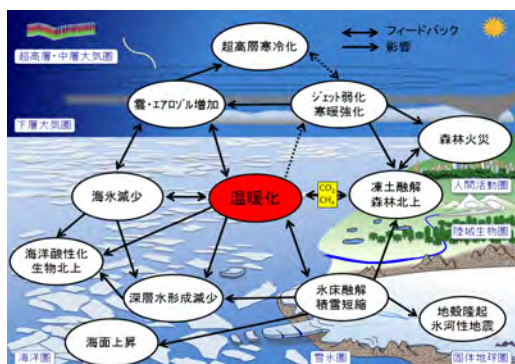 超高層寒冷化
フィードバック
影響
超高層・中層大気圏
雲・エアロゾル増加
ジェット弱化
寒暖強化
下層大気圏
森林火災
海氷減少
温暖化
CO₂
CH₄
凍土融解
森林北上
人間活動圏
陸域生物圏
海洋酸性化
生物北上
深層水形成減少
氷床融解
積雪短縮
地殻隆起
氷河性地震
海面上昇
海洋圏
雪氷圏
固体地球圏